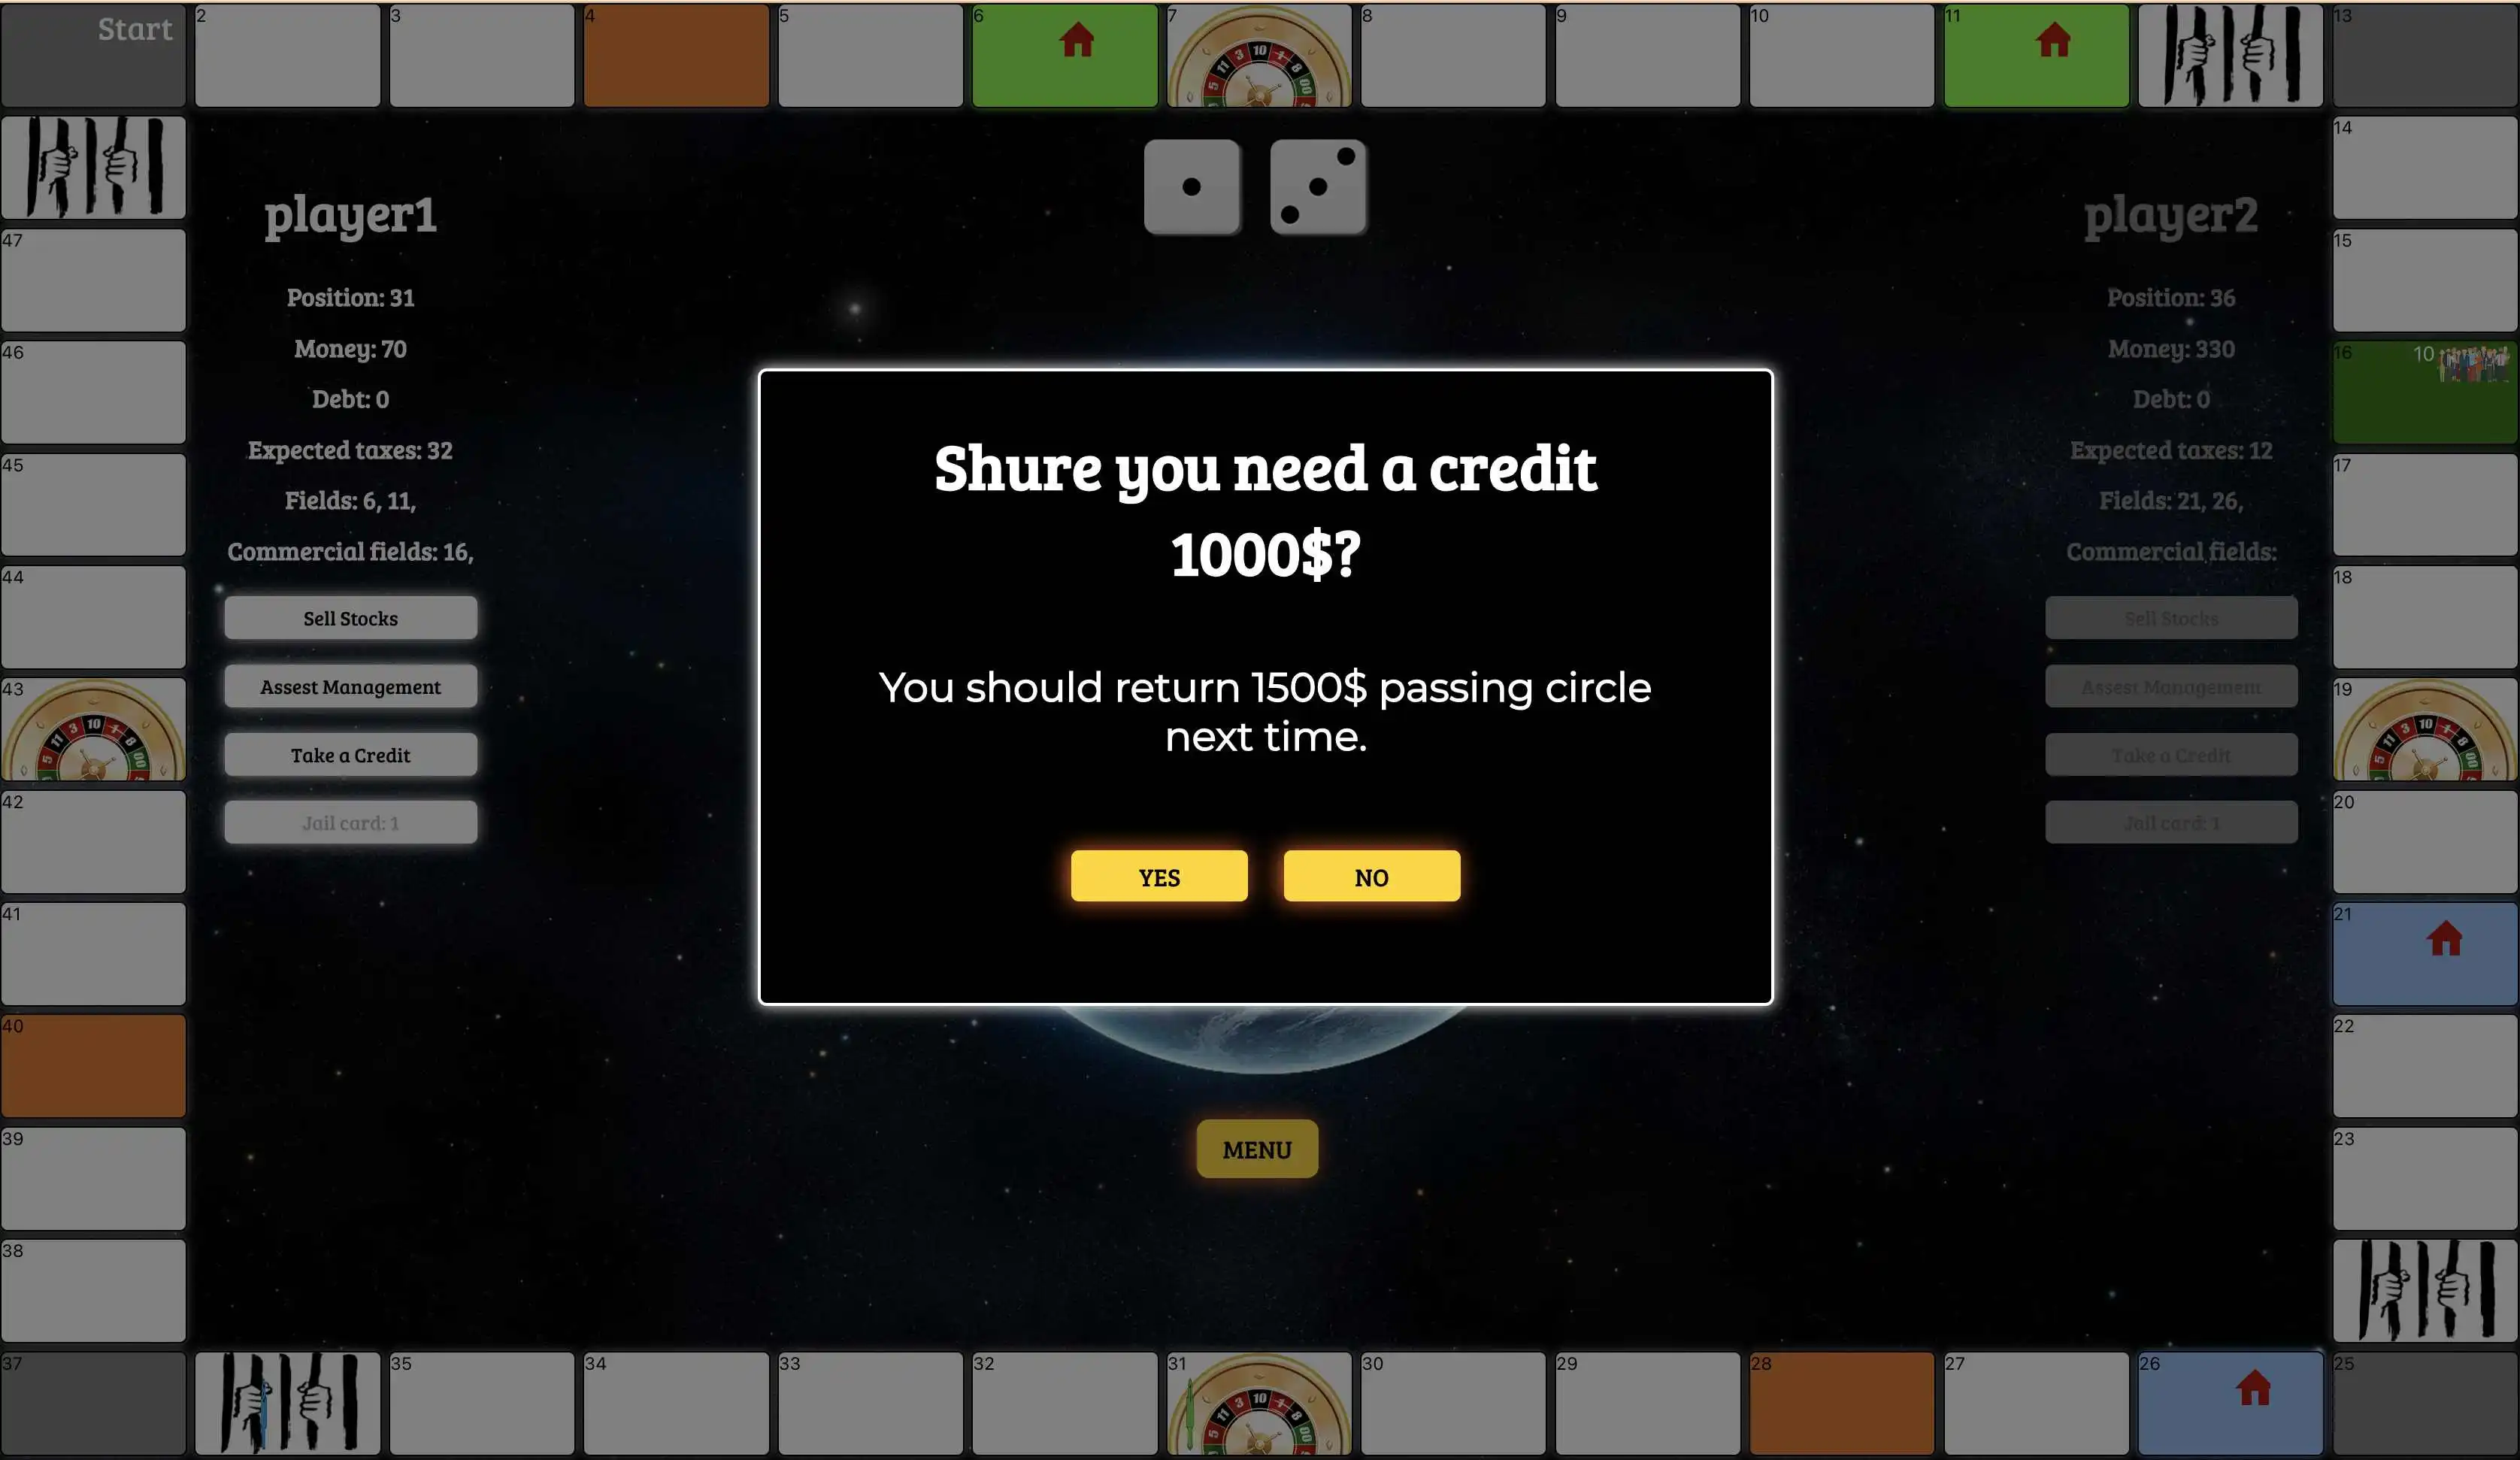 Start
2
3
4
5
6
7
8
9
10
11
13
14
15
16
10
17
18
19
20
21
22
23
25
26
27
28
29
30
31
32
33
34
35
37
38
39
40
41
42
43
44
45
46
47
player1
Position: 31
Money: 70
Debt: 0
Expected taxes: 32
Fields: 6, 11,
Commercial fields: 16,
Sell Stocks
Assest Management
Take a Credit
Jail card: 1
Shure you need a credit
1000$?
You should return 1500$ passing circle
next time.
YES
NO
MENU
player2
Position: 36
Money: 330
Debt: 0
Expected taxes: 12
Fields: 21, 26,
Commercial fields:
Sell Stocks
Assest Management
Take a Credit
Jail card: 1